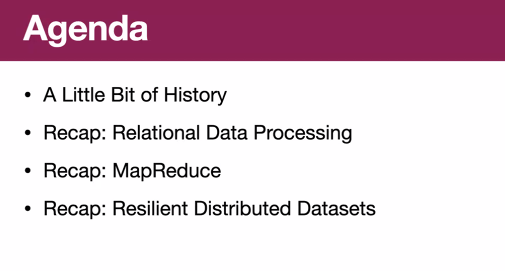 Agenda
• A Little Bit of History
• Recap: Relational Data Processing
• Recap: MapReduce
• Recap: Resilient Distributed Datasets